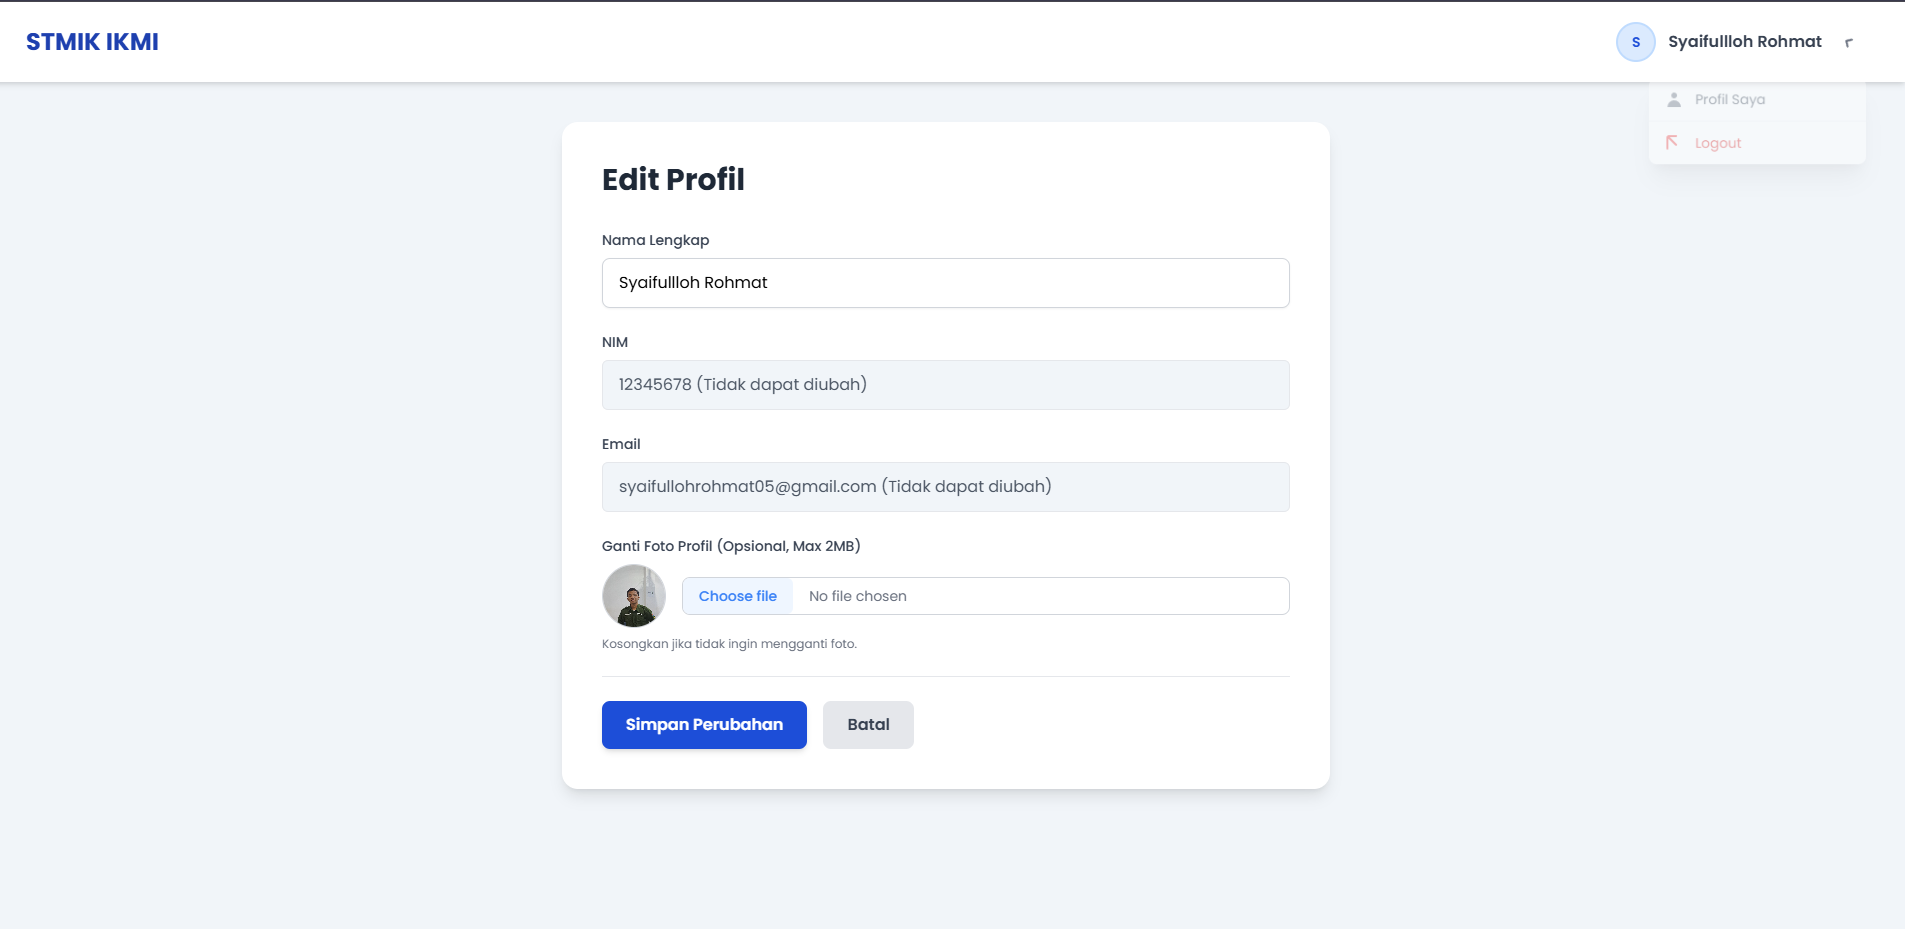 STMIK IKMI
S
Syaifullloh Rohmat
Profil Saya
Logout
Edit Profil
Nama Lengkap
Syaifullloh Rohmat
NIM
12345678 (Tidak dapat diubah)
Email
syaifullohrohmat05@gmail.com (Tidak dapat diubah)
Ganti Foto Profil (Opsional, Max 2MB)
Choose file
No file chosen
Kosongkan jika tidak ingin mengganti foto.
Simpan Perubahan
Batal